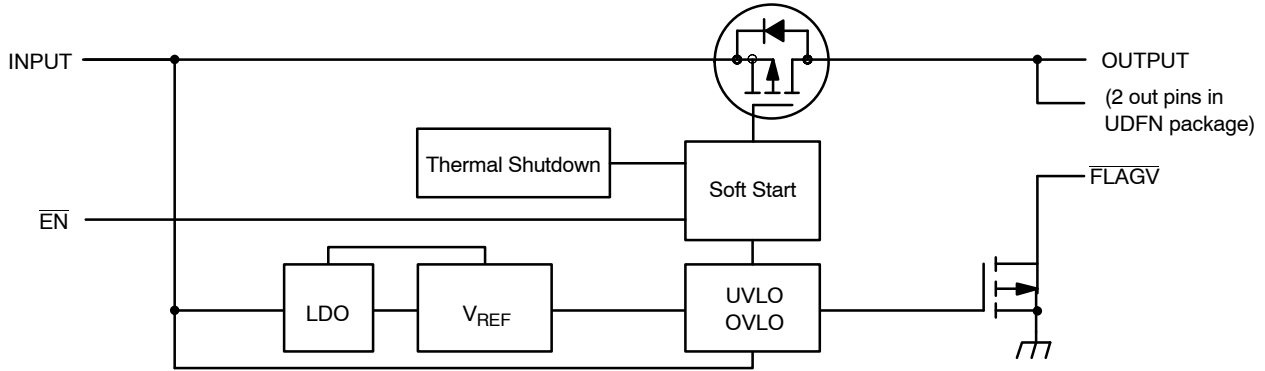 INPUT
OUTPUT
(2 out pins in
UDFN package)
Thermal Shutdown
Soft Start
FLAGV
EN
LDO
VREF
UVLO
OVLO